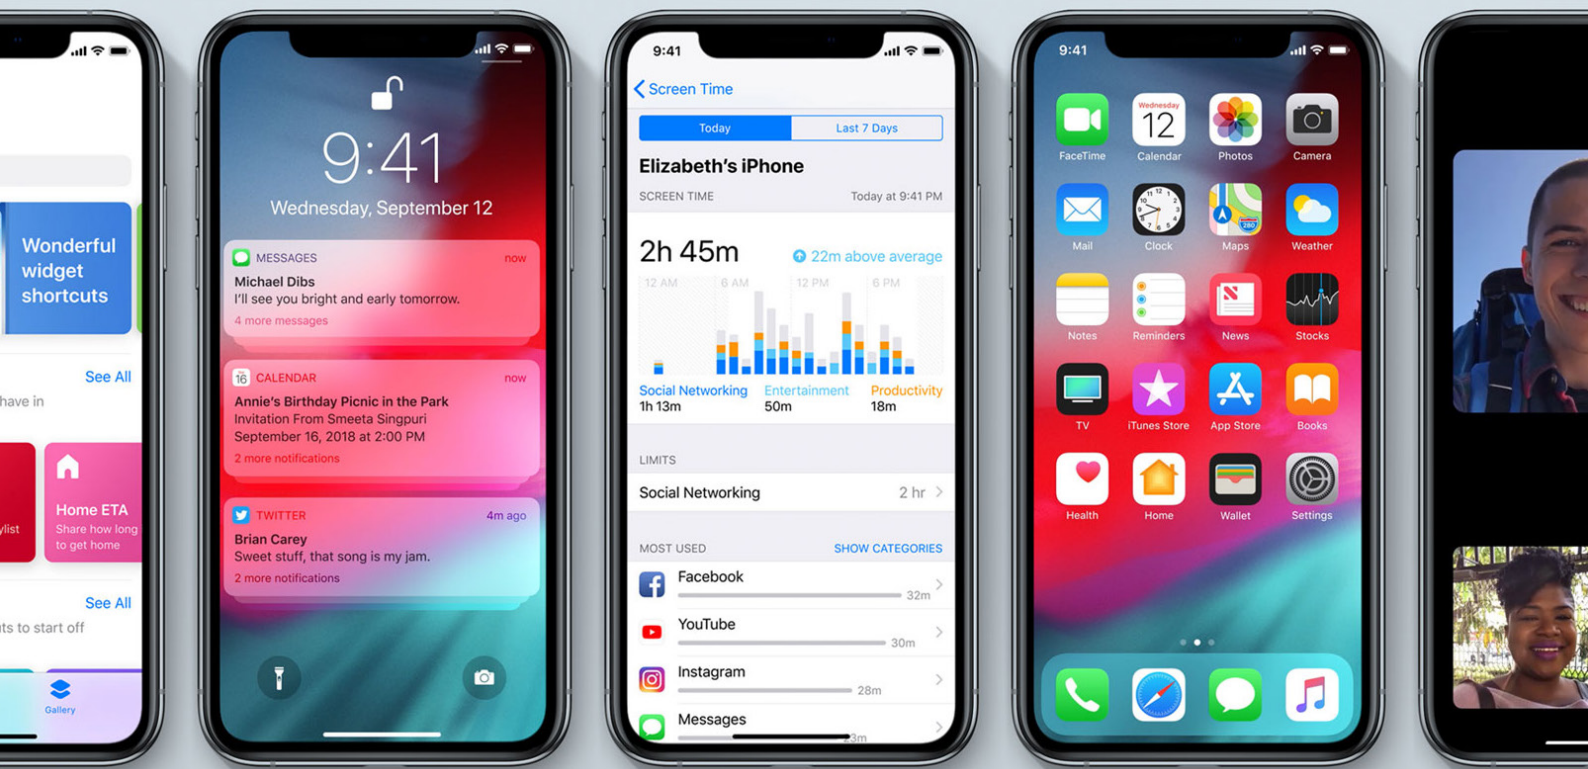 Wonderful
widget
shortcuts
See All
have in
ylist
Home ETA
Share how long
to get home
See All
ts to start off
Gallery
9:41
Wednesday, September 12
MESSAGES now
Michael Dibs
I'll see you bright and early tomorrow.
4 more messages
16 CALENDAR now
Annie's Birthday Picnic in the Park
Invitation From Smeeta Singpuri
September 16, 2018 at 2:00 PM
2 more notifications
TWITTER 4m ago
Brian Carey
Sweet stuff, that song is my jam.
2 more notifications
9:41
Screen Time
Today Last 7 Days
Elizabeth's iPhone
SCREEN TIME Today at 9:41 PM
2h 45m 22m above average
12 AM 6 AM 12 PM 6 PM
Social Networking Entertainment Productivity
1h 13m 50m 18m
LIMITS
Social Networking 2 hr
MOST USED SHOW CATEGORIES
Facebook
32m
YouTube
30m
Instagram
28m
Messages
23m
9:41
Wednesday
12
FaceTime Calendar Photos Camera
12
280
Mail Clock Maps Weather
Notes Reminders News Stocks
TV iTunes Store App Store Books
Health Home Wallet Settings